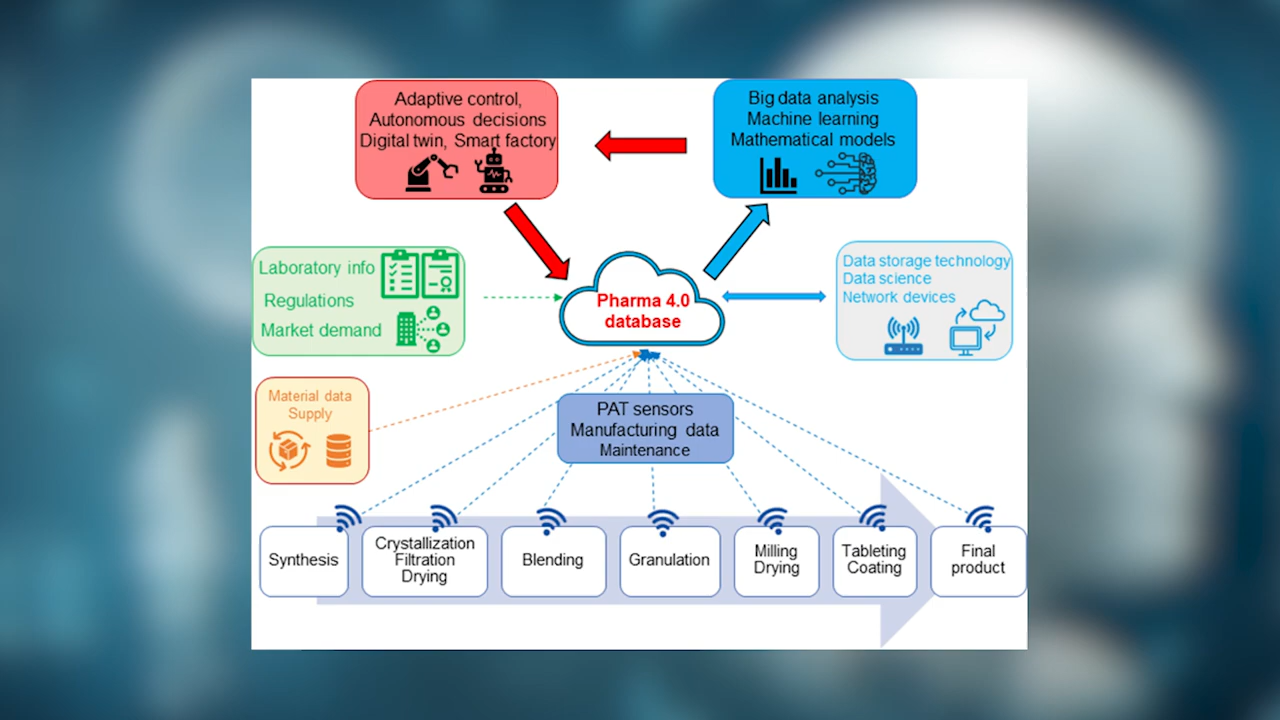 Adaptive control,
Autonomous decisions
Digital twin, Smart factory
Big data analysis
Machine learning
Mathematical models
Laboratory info
Regulations
Market demand
Pharma 4.0
database
Data storage technology
Data science
Network devices
Material data
Supply
PAT sensors
Manufacturing data
Maintenance
Synthesis
Crystallization
Filtration
Drying
Blending
Granulation
Milling
Drying
Tableting
Coating
Final
product